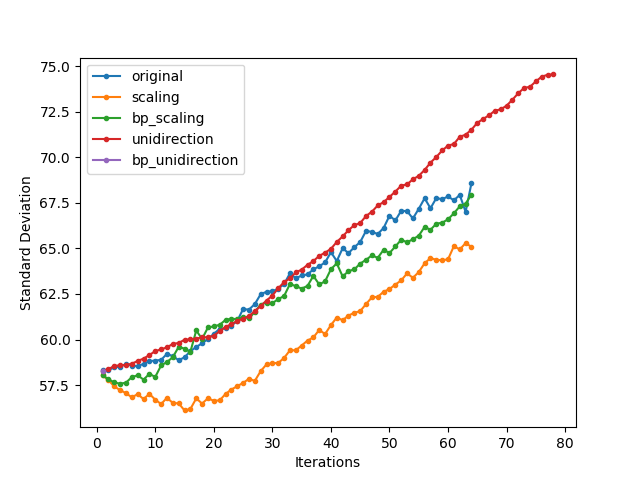 75.0
72.5
70.0
67.5
65.0
62.5
60.0
57.5
Standard Deviation
original
scaling
bp_scaling
unidirection
bp_unidirection
0 10 20 30 40 50 60 70 80
Iterations